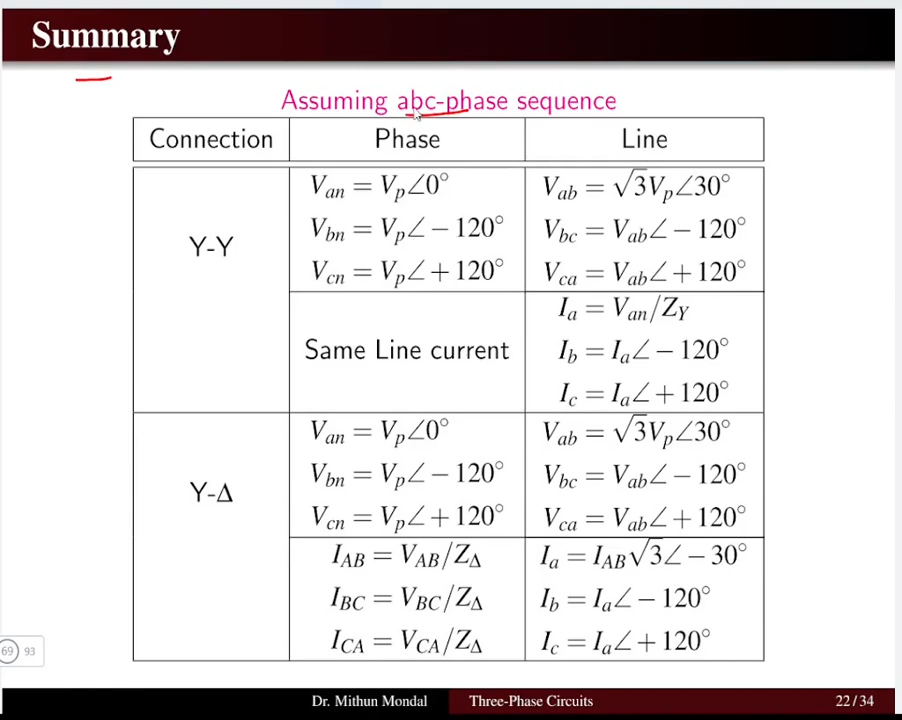 Summary
Assuming abc-phase sequence
Connection Phase Line
Y-Y
V_an = V_p∠0°
V_bn = V_p∠−120°
V_cn = V_p∠+120°
V_ab = √3V_p∠30°
V_bc = V_ab∠−120°
V_ca = V_ab∠+120°
Same Line current
I_a = V_an/Z_Y
I_b = I_a∠−120°
I_c = I_a∠+120°
Y-Δ
V_an = V_p∠0°
V_bn = V_p∠−120°
V_cn = V_p∠+120°
V_ab = √3V_p∠30°
V_bc = V_ab∠−120°
V_ca = V_ab∠+120°
I_AB = V_AB/Z_Δ
I_BC = V_BC/Z_Δ
I_CA = V_CA/Z_Δ
I_a = I_AB√3∠−30°
I_b = I_a∠−120°
I_c = I_a∠+120°
69 93
Dr. Mithun Mondal Three-Phase Circuits 22/34